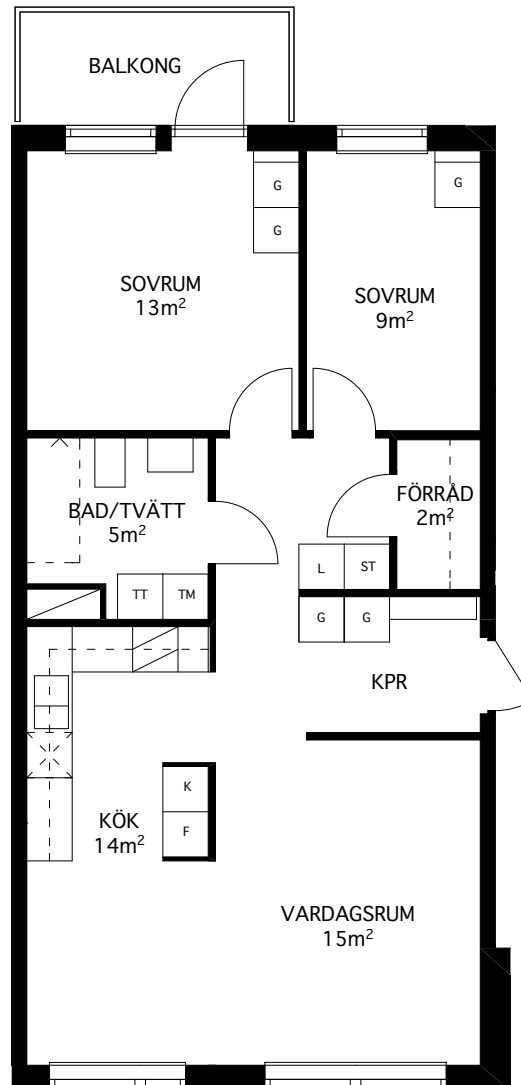 BALKONG
G
G
G
SOVRUM
13m²
SOVRUM
9m²
BAD/TVÄTT
5m²
FÖRRÅD
2m²
L
ST
TT
TM
G
G
KPR
K
F
KÖK
14m²
VARDAGSRUM
15m²